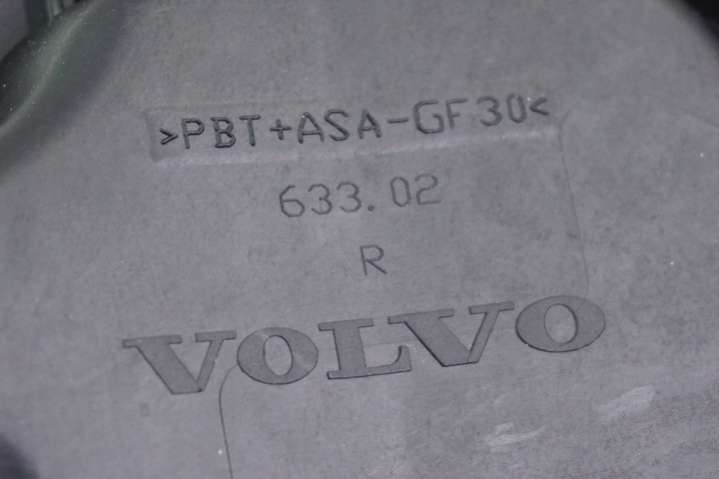 >PBT+ASA-GF30<
633.02
R
VOLVO